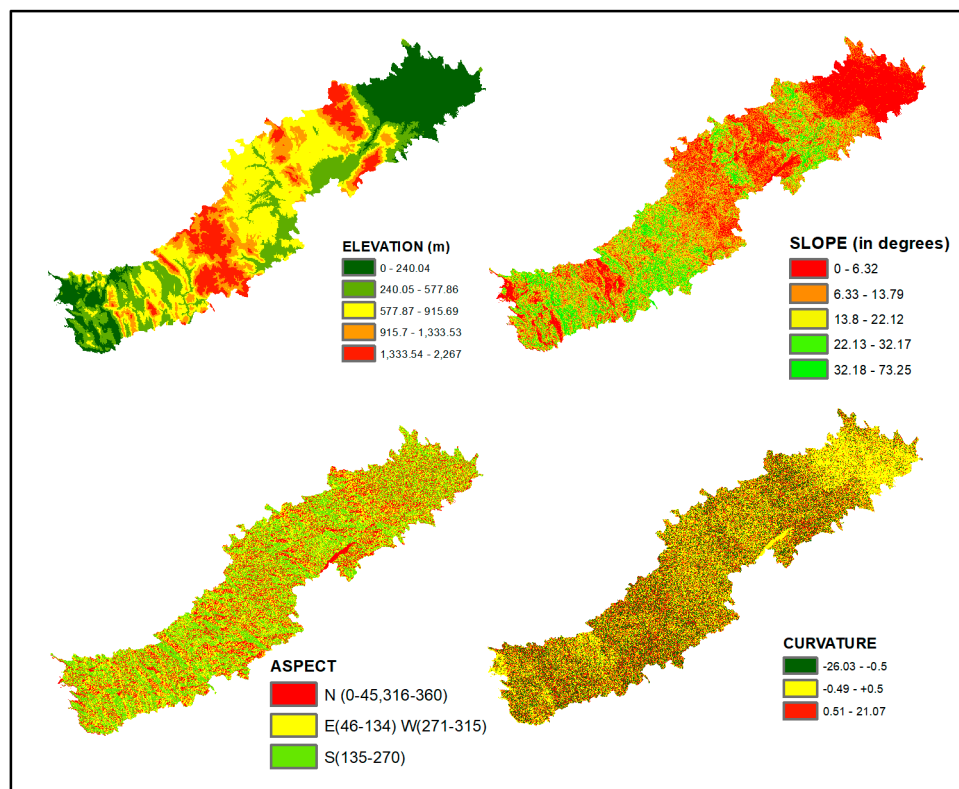 ELEVATION (m)
0 - 240.04
240.05 - 577.86
577.87 - 915.69
915.7 - 1,333.53
1,333.54 - 2,267
SLOPE (in degrees)
0 - 6.32
6.33 - 13.79
13.8 - 22.12
22.13 - 32.17
32.18 - 73.25
ASPECT
N (0-45,316-360)
E(46-134) W(271-315)
S(135-270)
CURVATURE
-26.03 - -0.5
-0.49 - +0.5
0.51 - 21.07